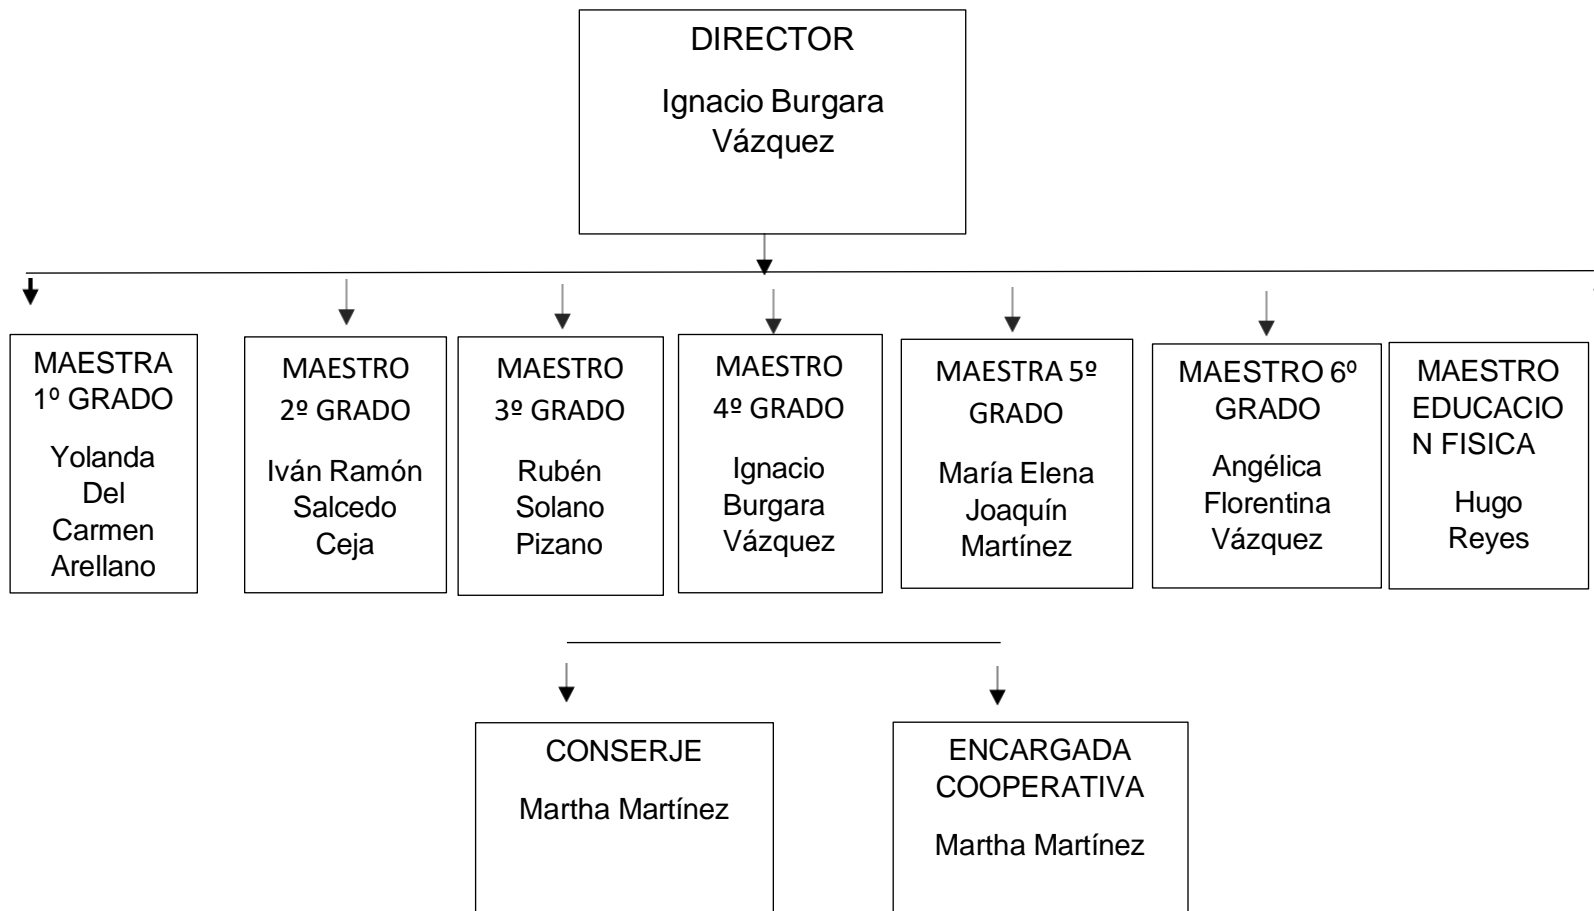 DIRECTOR
Ignacio Burgara
Vázquez
MAESTRA
1º GRADO
Yolanda
Del
Carmen
Arellano
MAESTRO
2º GRADO
Iván Ramón
Salcedo
Ceja
MAESTRO
3º GRADO
Rubén
Solano
Pizano
MAESTRO
4º GRADO
Ignacio
Burgara
Vázquez
MAESTRA 5º
GRADO
María Elena
Joaquín
Martínez
MAESTRO 6º
GRADO
Angélica
Florentina
Vázquez
MAESTRO
EDUCACIO
N FISICA
Hugo
Reyes
CONSERJE
Martha Martínez
ENCARGADA
COOPERATIVA
Martha Martínez